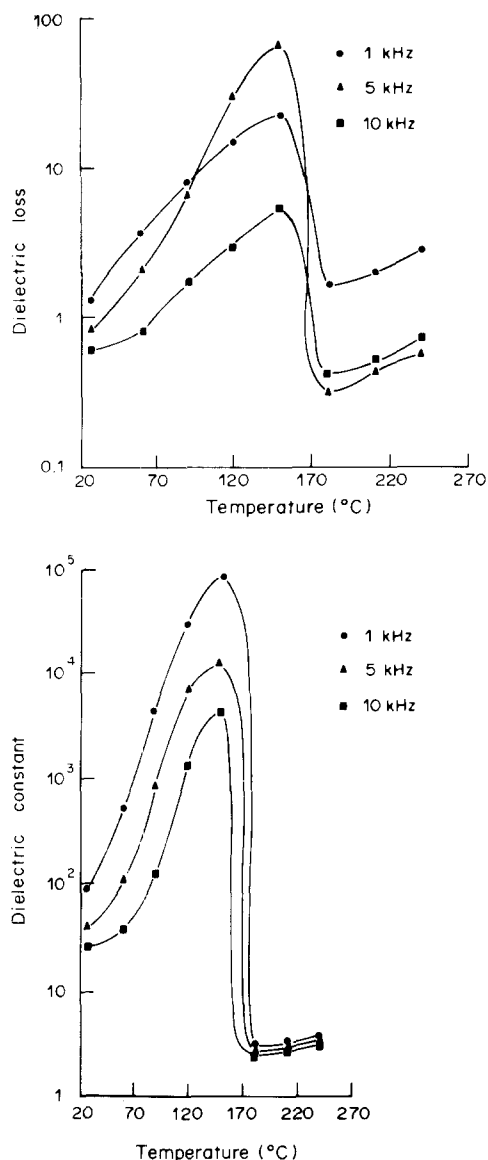 100
10
1
0.1
Dielectric loss
● 1 kHz
▲ 5 kHz
■ 10 kHz
20 70 120 170 220 270
Temperature (°C)
10⁵
10⁴
10³
10²
10
1
Dielectric constant
● 1 kHz
▲ 5 kHz
■ 10 kHz
20 70 120 170 220 270
Temperature (°C)